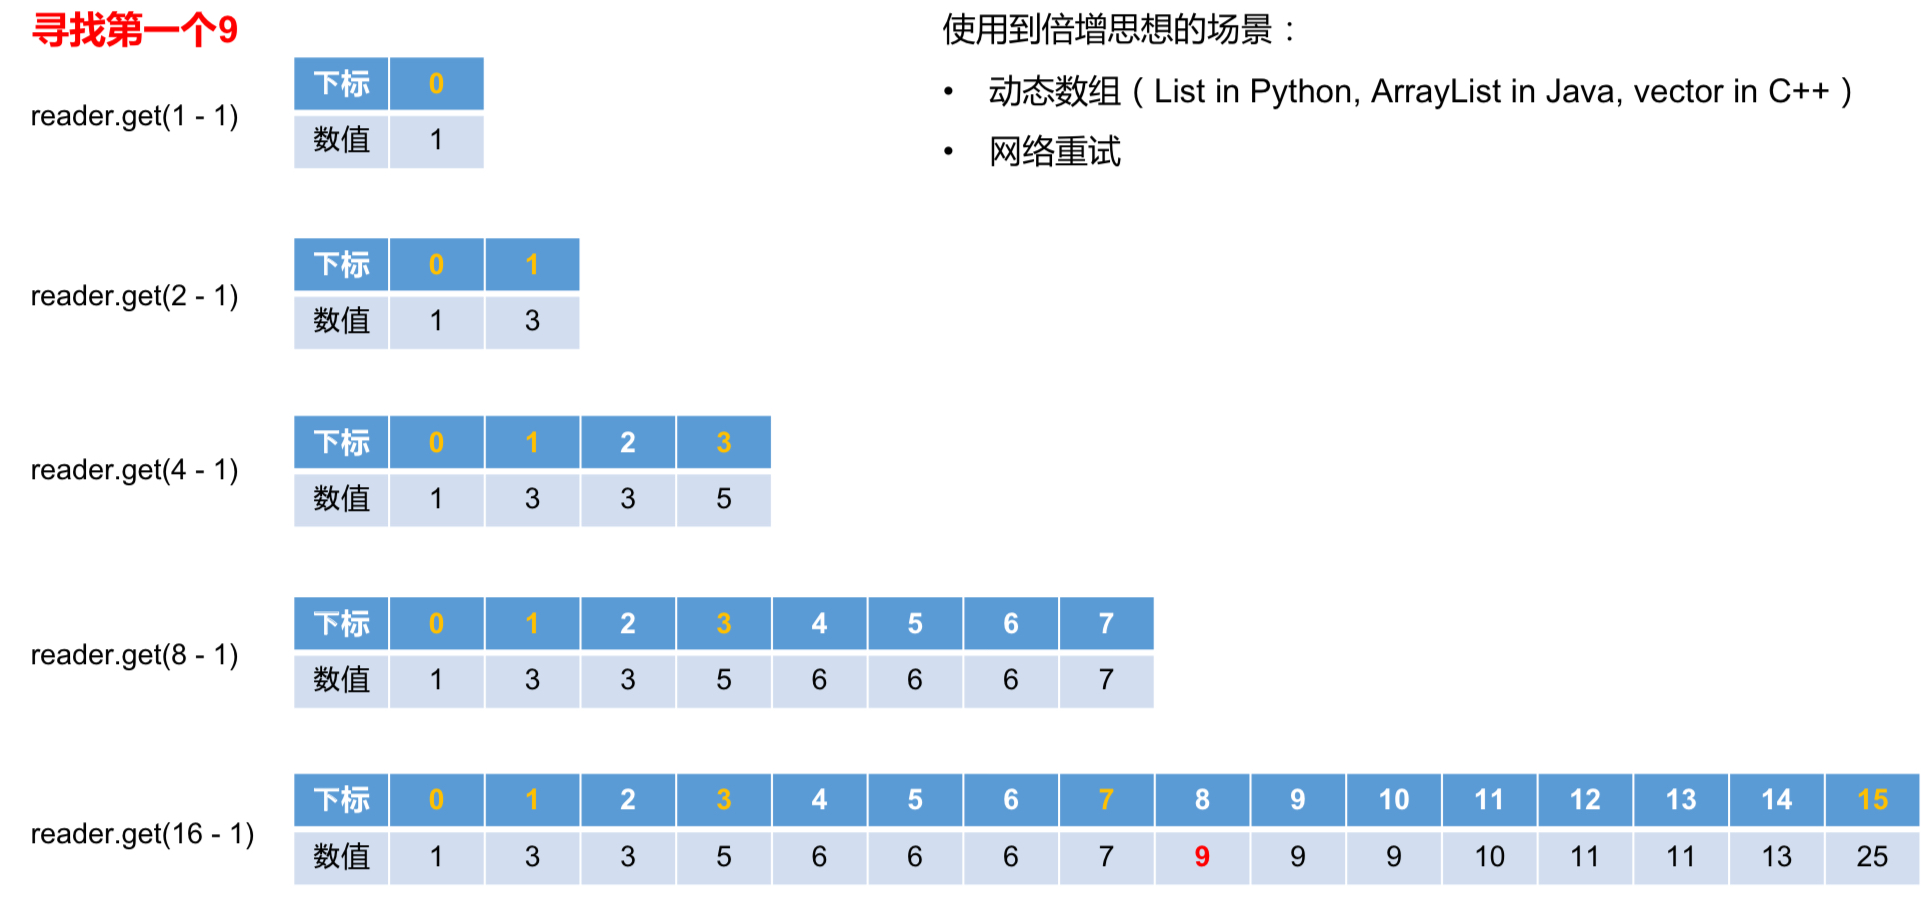 寻找第一个9
使用到倍增思想的场景：
• 动态数组（List in Python, ArrayList in Java, vector in C++）
• 网络重试
reader.get(1 - 1)
下标 0
数值 1
reader.get(2 - 1)
下标 0 1
数值 1 3
reader.get(4 - 1)
下标 0 1 2 3
数值 1 3 3 5
reader.get(8 - 1)
下标 0 1 2 3 4 5 6 7
数值 1 3 3 5 6 6 6 7
reader.get(16 - 1)
下标 0 1 2 3 4 5 6 7 8 9 10 11 12 13 14 15
数值 1 3 3 5 6 6 6 7 9 9 9 10 11 11 13 25